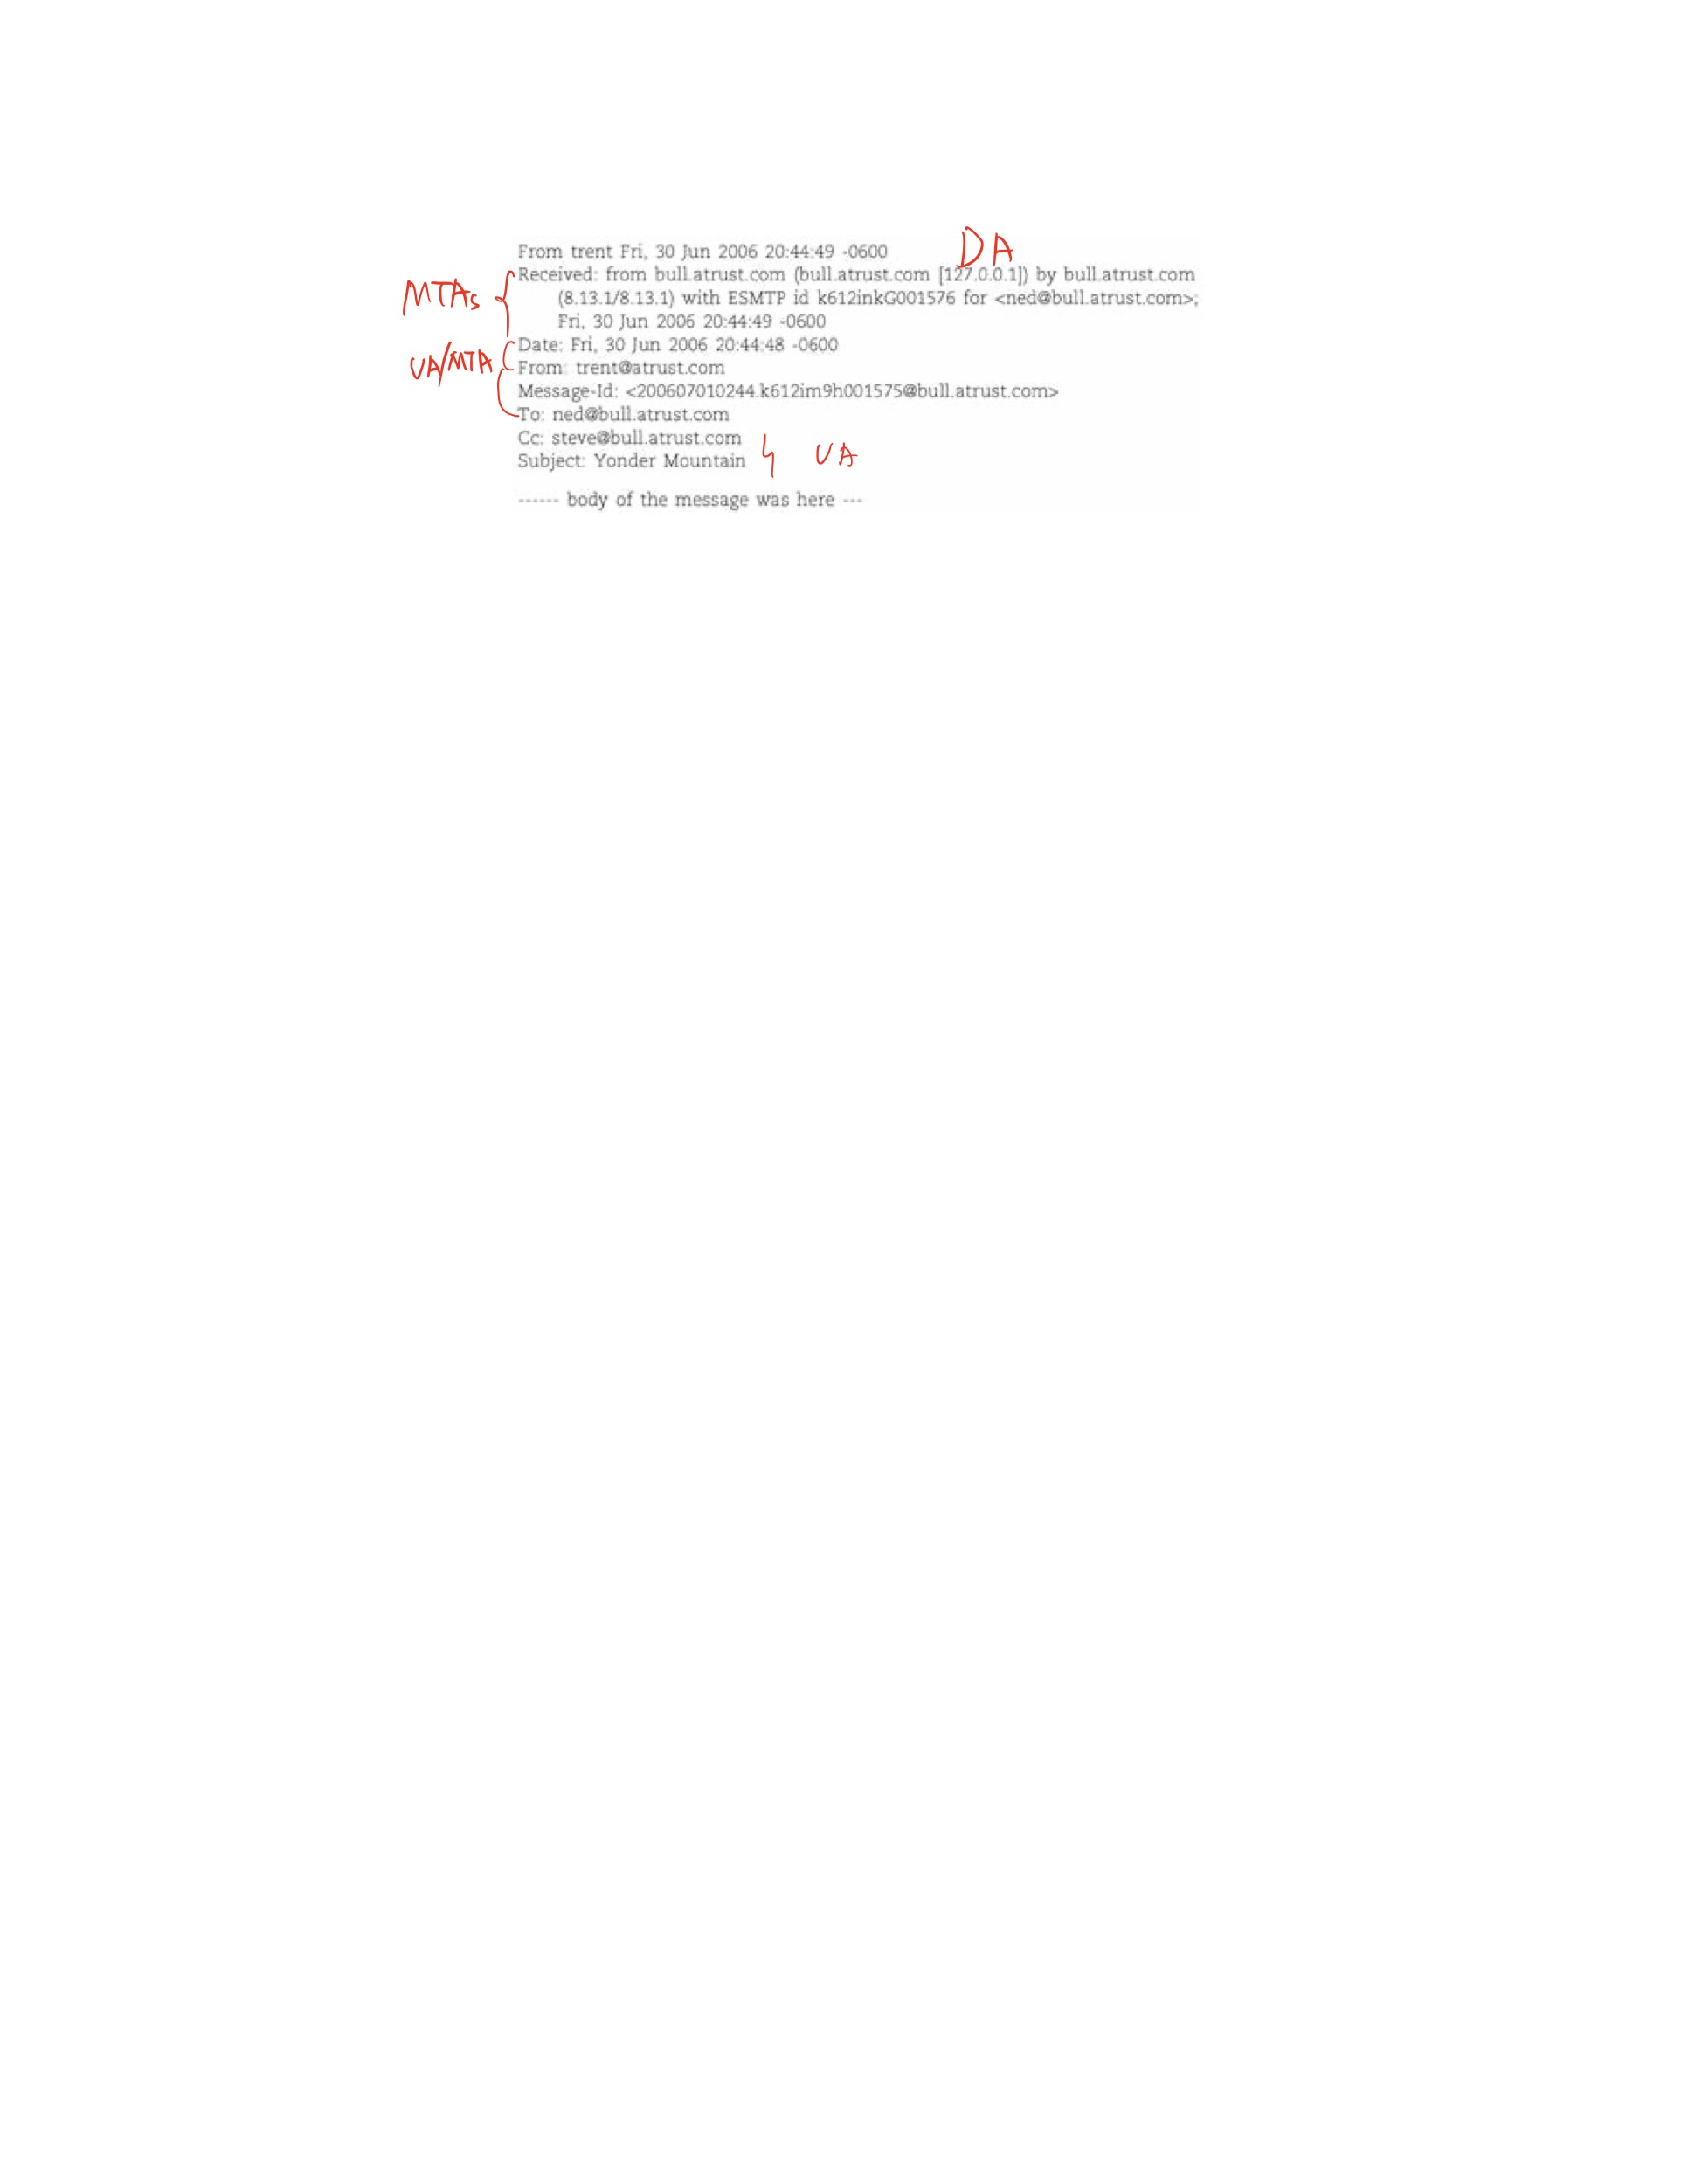 From trent Fri, 30 Jun 2006 20:44:49 -0600 DA
MTAs Received: from bull.atrust.com (bull.atrust.com [127.0.0.1]) by bull.atrust.com
(8.13.1/8.13.1) with ESMTP id k612inkG001576 for <ned@bull.atrust.com>;
Fri, 30 Jun 2006 20:44:49 -0600
Date: Fri, 30 Jun 2006 20:44:48 -0600
UA/MTA From: trent@atrust.com
Message-Id: <200607010244.k612im9h001575@bull.atrust.com>
To: ned@bull.atrust.com
Cc: steve@bull.atrust.com
Subject: Yonder Mountain UA
------ body of the message was here ---